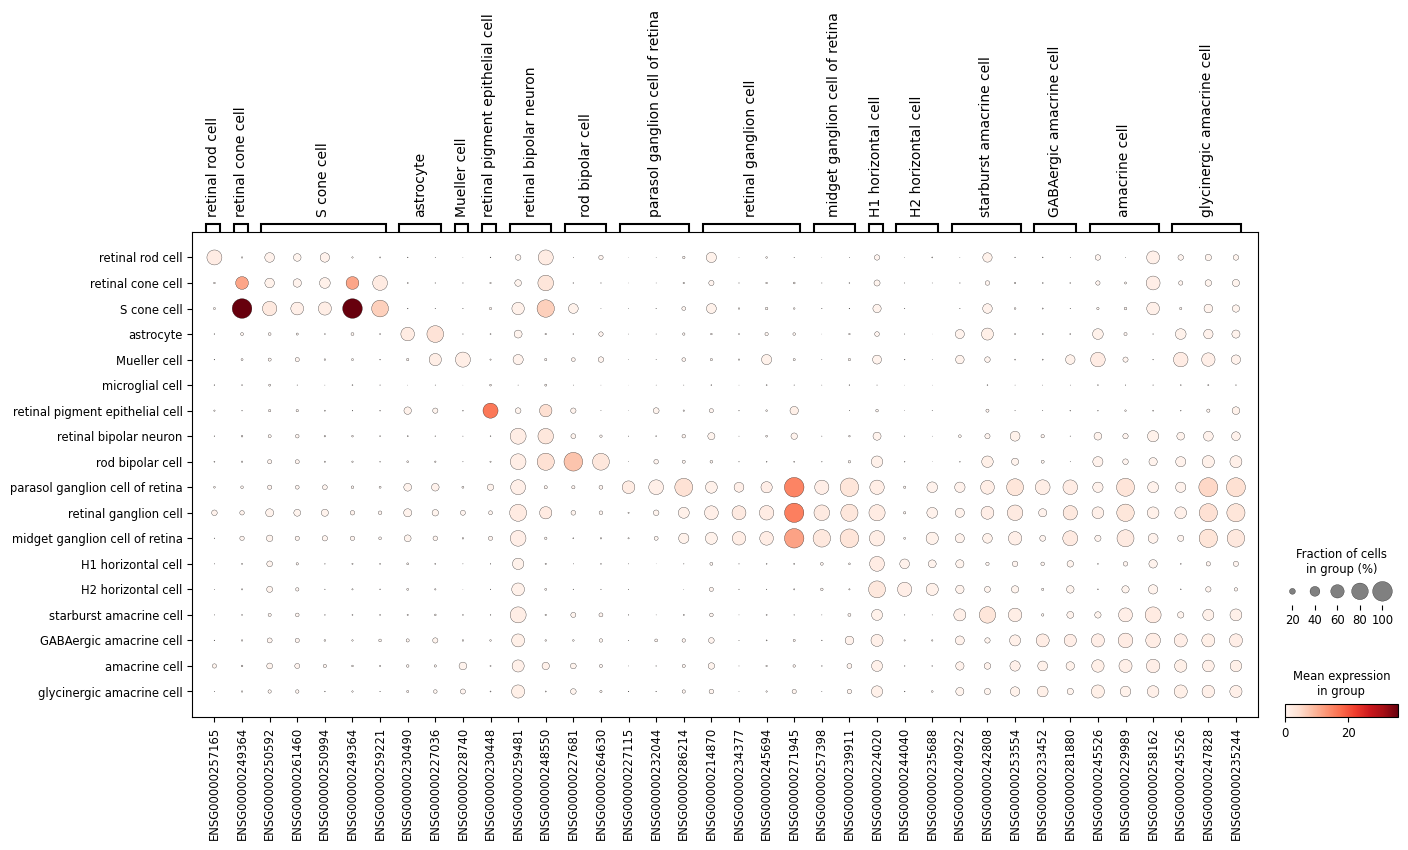 retinal rod cell
retinal cone cell
S cone cell
astrocyte
Mueller cell
retinal pigment epithelial cell
retinal bipolar neuron
rod bipolar cell
parasol ganglion cell of retina
retinal ganglion cell
midget ganglion cell of retina
H1 horizontal cell
H2 horizontal cell
starburst amacrine cell
GABAergic amacrine cell
amacrine cell
glycinergic amacrine cell
retinal rod cell
retinal cone cell
S cone cell
astrocyte
Mueller cell
microglial cell
retinal pigment epithelial cell
retinal bipolar neuron
rod bipolar cell
parasol ganglion cell of retina
retinal ganglion cell
midget ganglion cell of retina
H1 horizontal cell
H2 horizontal cell
starburst amacrine cell
GABAergic amacrine cell
amacrine cell
glycinergic amacrine cell
ENSG00000257165
ENSG00000249364
ENSG00000250592
ENSG00000261460
ENSG00000250994
ENSG00000249364
ENSG00000259221
ENSG00000230490
ENSG00000227036
ENSG00000228740
ENSG00000230448
ENSG00000259481
ENSG00000248550
ENSG00000227681
ENSG00000264630
ENSG00000227115
ENSG00000232044
ENSG00000286214
ENSG00000214870
ENSG00000234377
ENSG00000245694
ENSG00000271945
ENSG00000257398
ENSG00000239911
ENSG00000224020
ENSG00000244040
ENSG00000235688
ENSG00000240922
ENSG00000242808
ENSG00000253554
ENSG00000233452
ENSG00000281880
ENSG00000245526
ENSG00000229989
ENSG00000258162
ENSG00000245526
ENSG00000247828
ENSG00000235244
Fraction of cells
in group (%)
20 40 60 80 100
Mean expression
in group
0 20